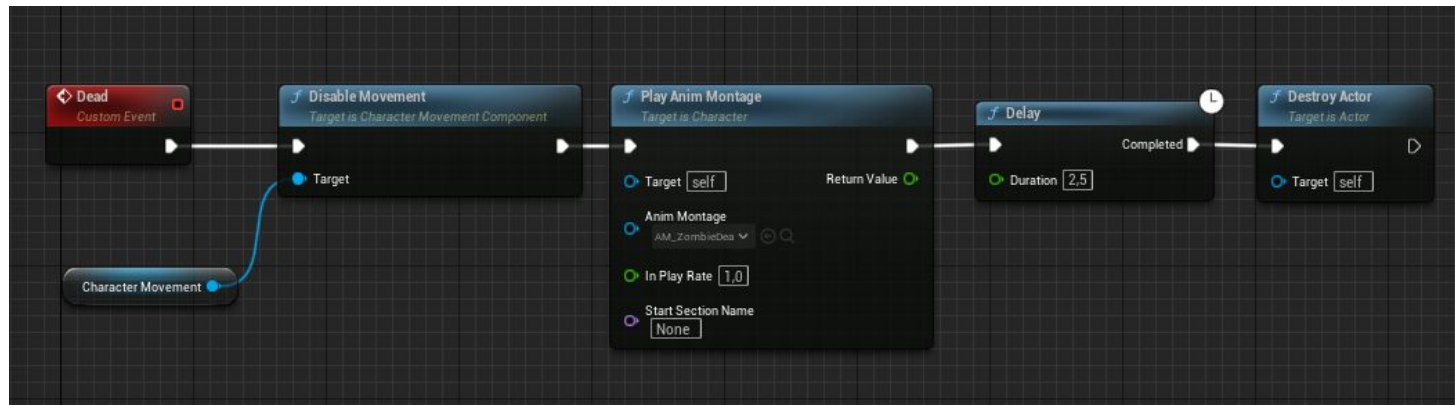 Dead
Custom Event
Disable Movement
Target is Character Movement Component
Target
Character Movement
Play Anim Montage
Target is Character
Target self
Return Value
Anim Montage
AM_ZombieDea
In Play Rate 1,0
Start Section Name
None
Delay
Completed
Duration 2,5
Destroy Actor
Target is Actor
Target self